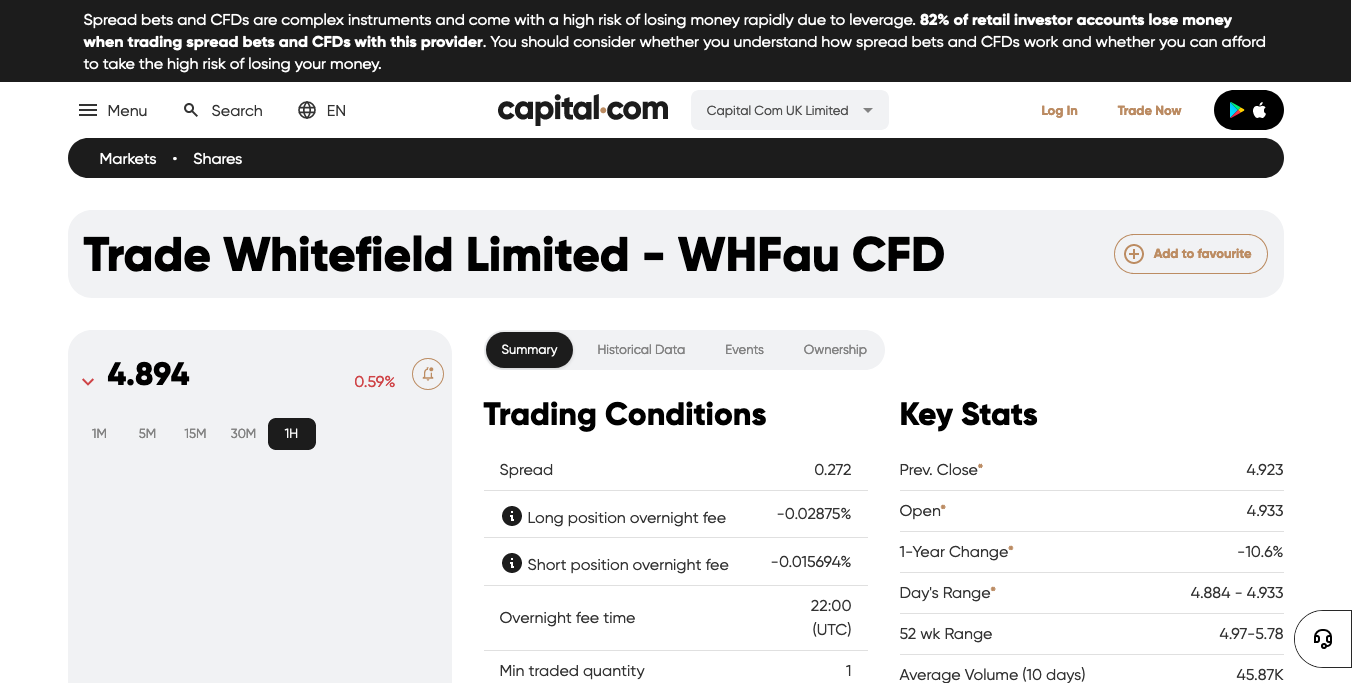 Spread bets and CFDs are complex instruments and come with a high risk of losing money rapidly due to leverage. 82% of retail investor accounts lose money
when trading spread bets and CFDs with this provider. You should consider whether you understand how spread bets and CFDs work and whether you can afford
to take the high risk of losing your money.
Menu
Search
EN
capital.com
Capital Com UK Limited
Log In
Trade Now
Markets • Shares
Trade Whitefield Limited - WHFau CFD
Add to favourite
4.894
0.59%
1M 5M 15M 30M 1H
Summary Historical Data Events Ownership
Trading Conditions
Spread 0.272
Long position overnight fee -0.02875%
Short position overnight fee -0.015694%
Overnight fee time 22:00
(UTC)
Min traded quantity 1
Key Stats
Prev. Close* 4.923
Open* 4.933
1-Year Change* -10.6%
Day's Range* 4.884 - 4.933
52 wk Range 4.97-5.78
Average Volume (10 days) 45.87K